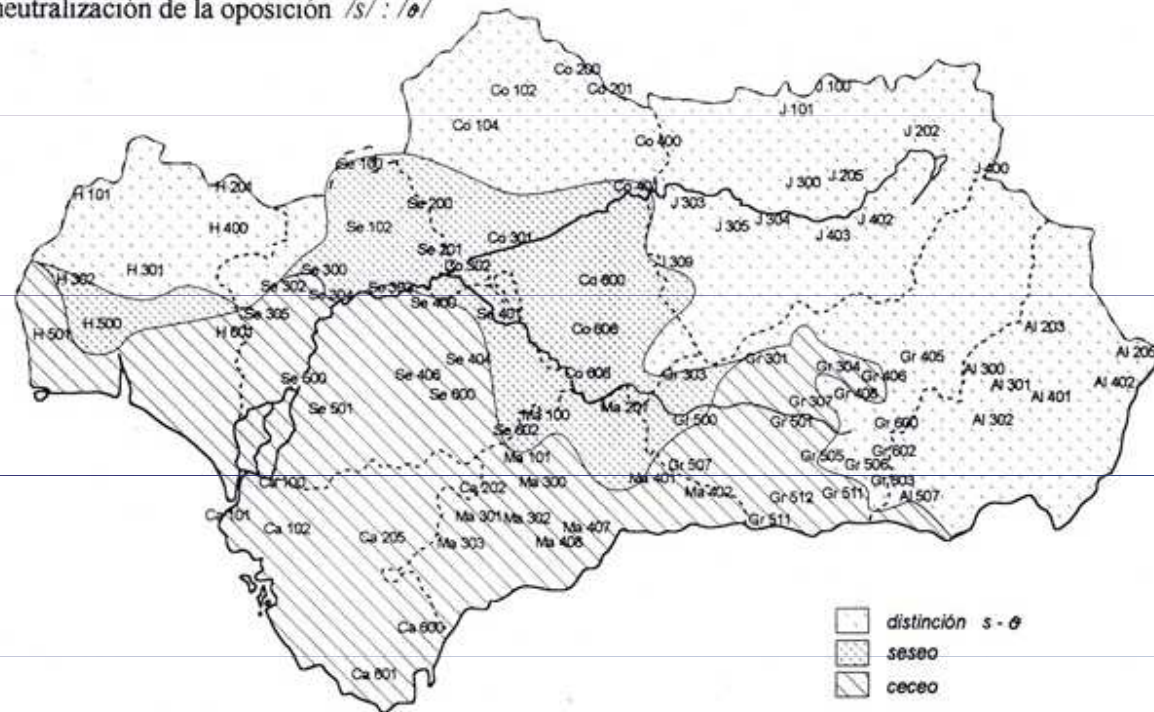 neutralización de la oposición /s/ : /θ/
Co 200
Co 102
Co 201
J 100
J 101
Co 104
J 202
Co 400
Se 100
J 400
H 101
H 201
Co 401
J 300
J 205
Se 200
J 303
H 400
Se 102
J 305
J 304
J 402
Co 301
J 403
Se 201
H 301
Se 300
Co 302
J 309
H 302
Se 302
Co 600
Se 304
Se 400
Se 305
Se 401
H 500
H 501
H 601
Co 608
Al 203
Se 404
Gr 301
Gr 304
Gr 405
Al 205
Se 406
Co 606
Gr 303
Gr 406
Al 300
Se 500
Al 301
Al 402
Se 600
Gr 307
Gr 408
Al 401
Se 501
Ma 100
Ma 201
Gr 500
Gr 501
Gr 600
Al 302
Se 602
Ma 101
Gr 505
Gr 602
Gr 507
Gr 506
Ca 100
Ca 202
Ma 300
Ma 401
Gr 603
Ma 402
Gr 512
Gr 511
Al 507
Ca 101
Ma 301
Ma 302
Gr 511
Ca 102
Ma 407
Ca 205
Ma 303
Ma 408
Ca 600
Ca 601
distinción s - θ
seseo
ceceo